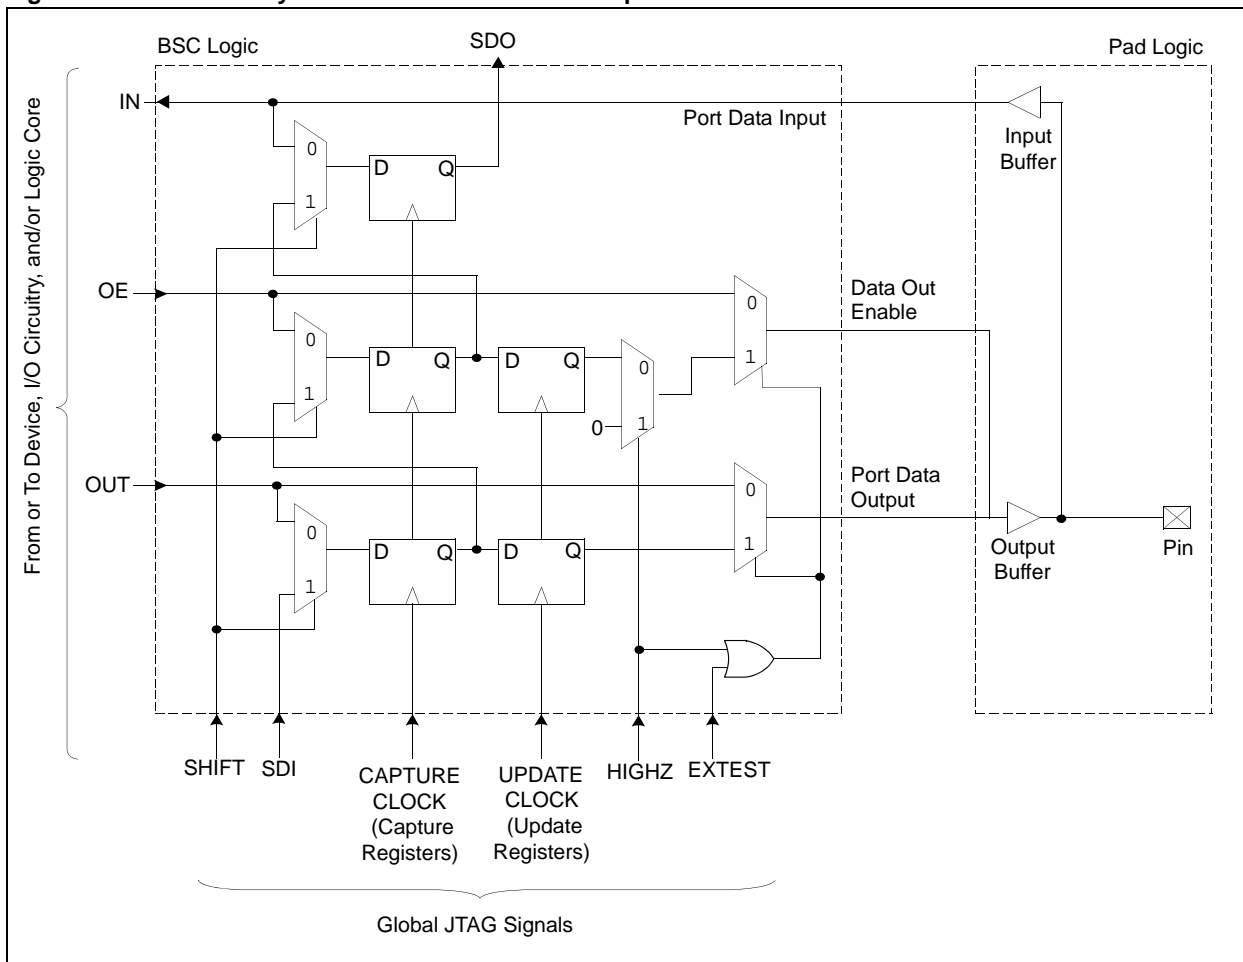 BSC Logic
SDO
Pad Logic
IN
Port Data Input
Input
Buffer
0
1
D Q
From or To Device, I/O Circuitry, and/or Logic Core
OE
0
Data Out
Enable
0
1
D Q
D Q
0
1
0
1
OUT
0
Port Data
Output
0
1
D Q
D Q
1
Output
Buffer
Pin
SHIFT
SDI
CAPTURE
CLOCK
(Capture
Registers)
UPDATE
CLOCK
(Update
Registers)
HIGHZ
EXTEST
Global JTAG Signals